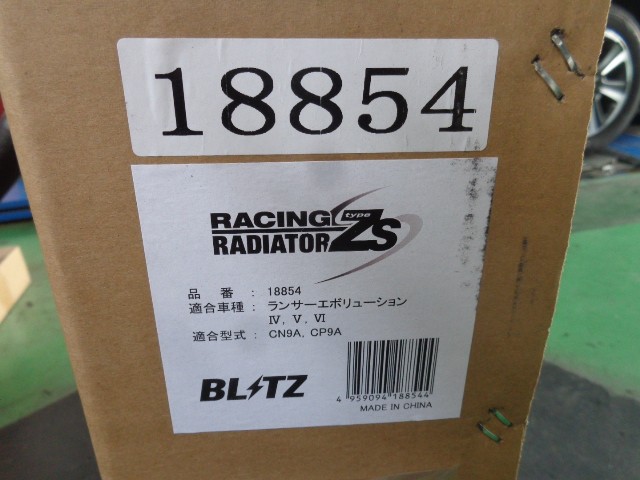 18854
RACING
RADIATOR
type
ZS
品 番 : 18854
適合車種 : ランサーエボリューション
Ⅳ, Ⅴ, Ⅵ
適合型式 : CN9A, CP9A
BLITZ
4 959094 188544
MADE IN CHINA